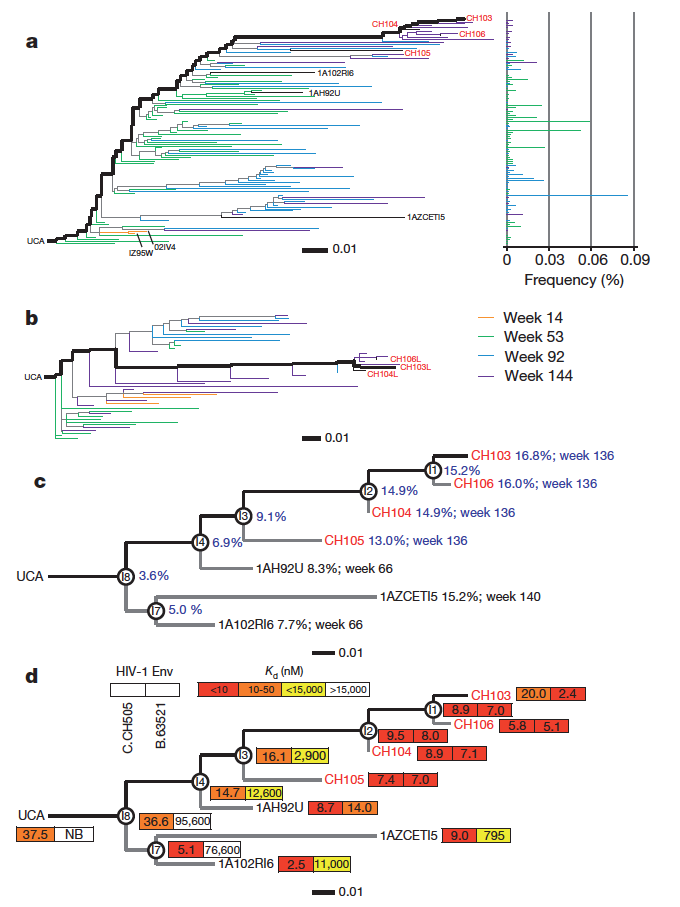 a
CH103
CH104
CH106
CH105
1A102RI6
1AH92U
1AZCETI5
UCA
02IV4
IZ95W
0.01
0 0.03 0.06 0.09
Frequency (%)
b
Week 14
Week 53
Week 92
Week 144
UCA
CH106L
CH103L
CH104L
0.01
c
CH103 16.8%; week 136
I1 15.2%
CH106 16.0%; week 136
I2 14.9%
CH104 14.9%; week 136
I3 9.1%
CH105 13.0%; week 136
I4 6.9%
1AH92U 8.3%; week 66
UCA I8 3.6%
1AZCETI5 15.2%; week 140
I7 5.0 %
1A102RI6 7.7%; week 66
0.01
d
HIV-1 Env
C.CH505
B.63521
Kd (nM)
<10 10-50 <15,000 >15,000
CH103 20.0 2.4
I1 8.9 7.0
CH106 5.8 5.1
I2 9.5 8.0
CH104 8.9 7.1
I3 16.1 2,900
CH105 7.4 7.0
I4 14.7 12,600
1AH92U 8.7 14.0
UCA I8 36.6 95,600
37.5 NB
1AZCETI5 9.0 795
I7 5.1 76,600
1A102RI6 2.5 11,000
0.01